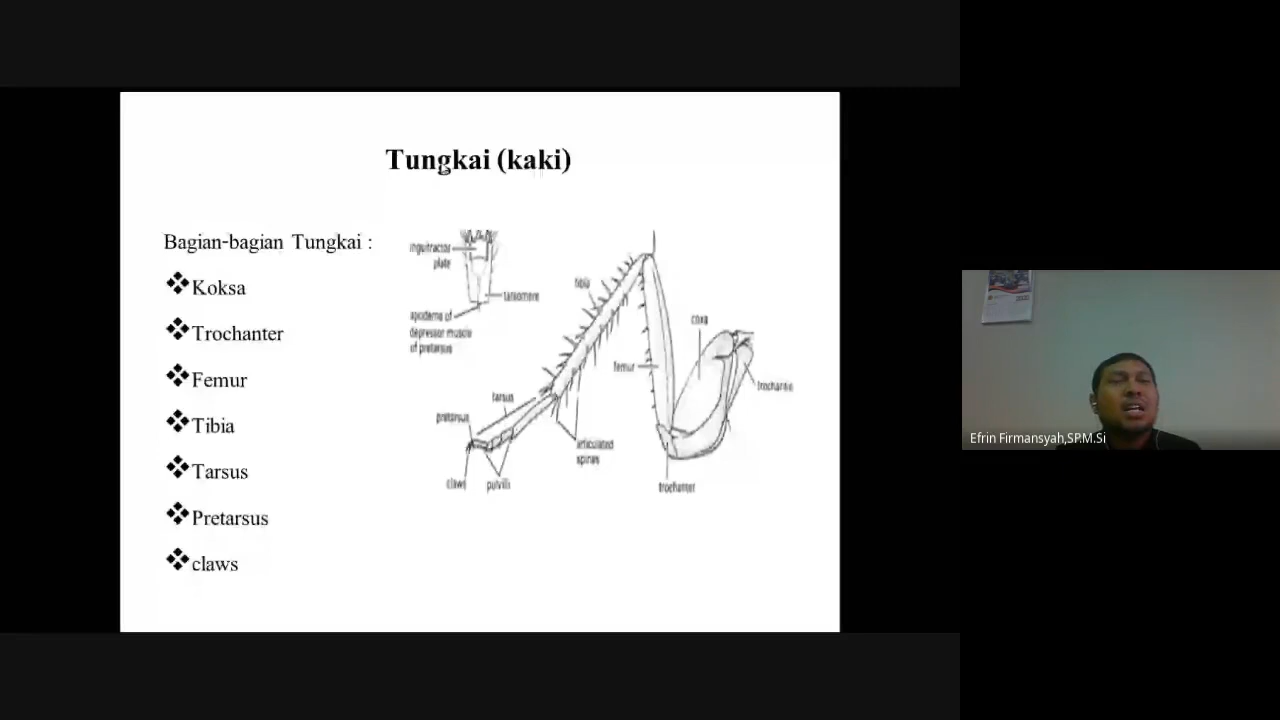 Tungkai (kaki)
Bagian-bagian Tungkai :
Koksa
Trochanter
Femur
Tibia
Tarsus
Pretarsus
claws
plate
tarsomere
apodeme of
depressor muscle
of pretarsus
tibia
coxa
femur
trochantin
tarsus
pretarsus
articulated
spines
claws
pulvilli
trochanter
Efrin Firmansyah,SP.M.Si